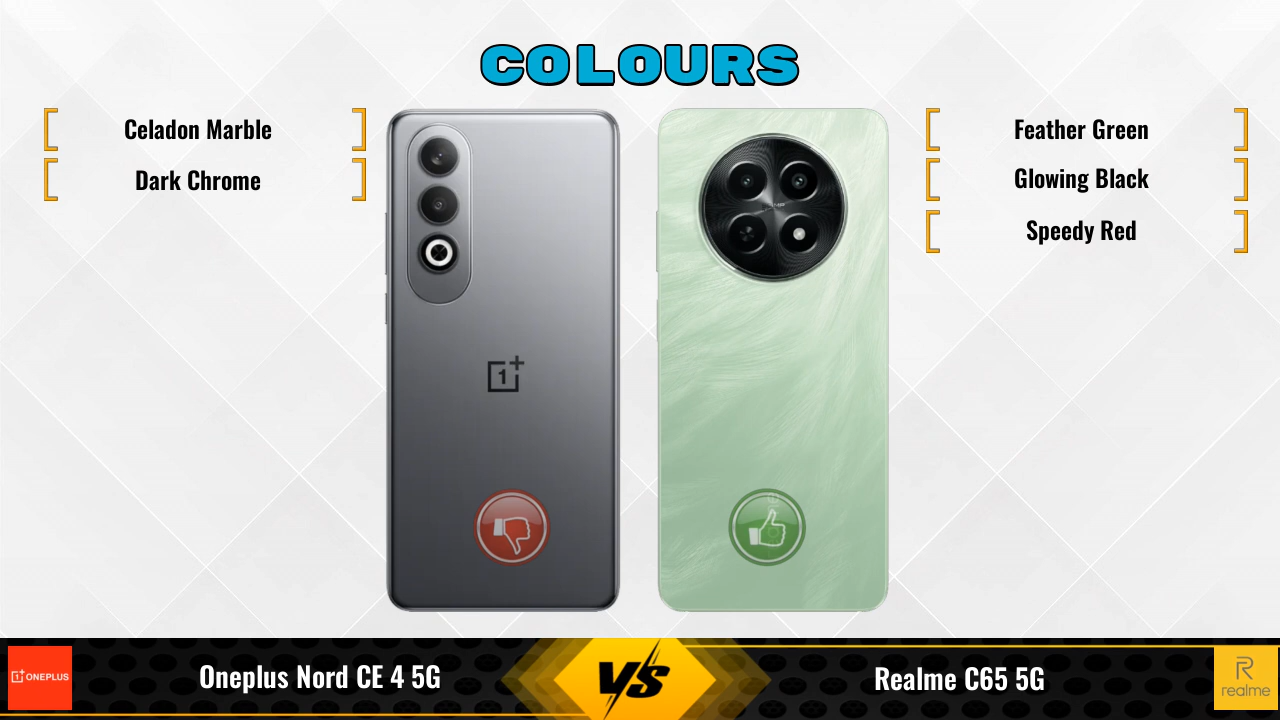 COLOURS
Celadon Marble
Dark Chrome
Feather Green
Glowing Black
Speedy Red
1+
1+ ONEPLUS
Oneplus Nord CE 4 5G
VS
Realme C65 5G
R
realme